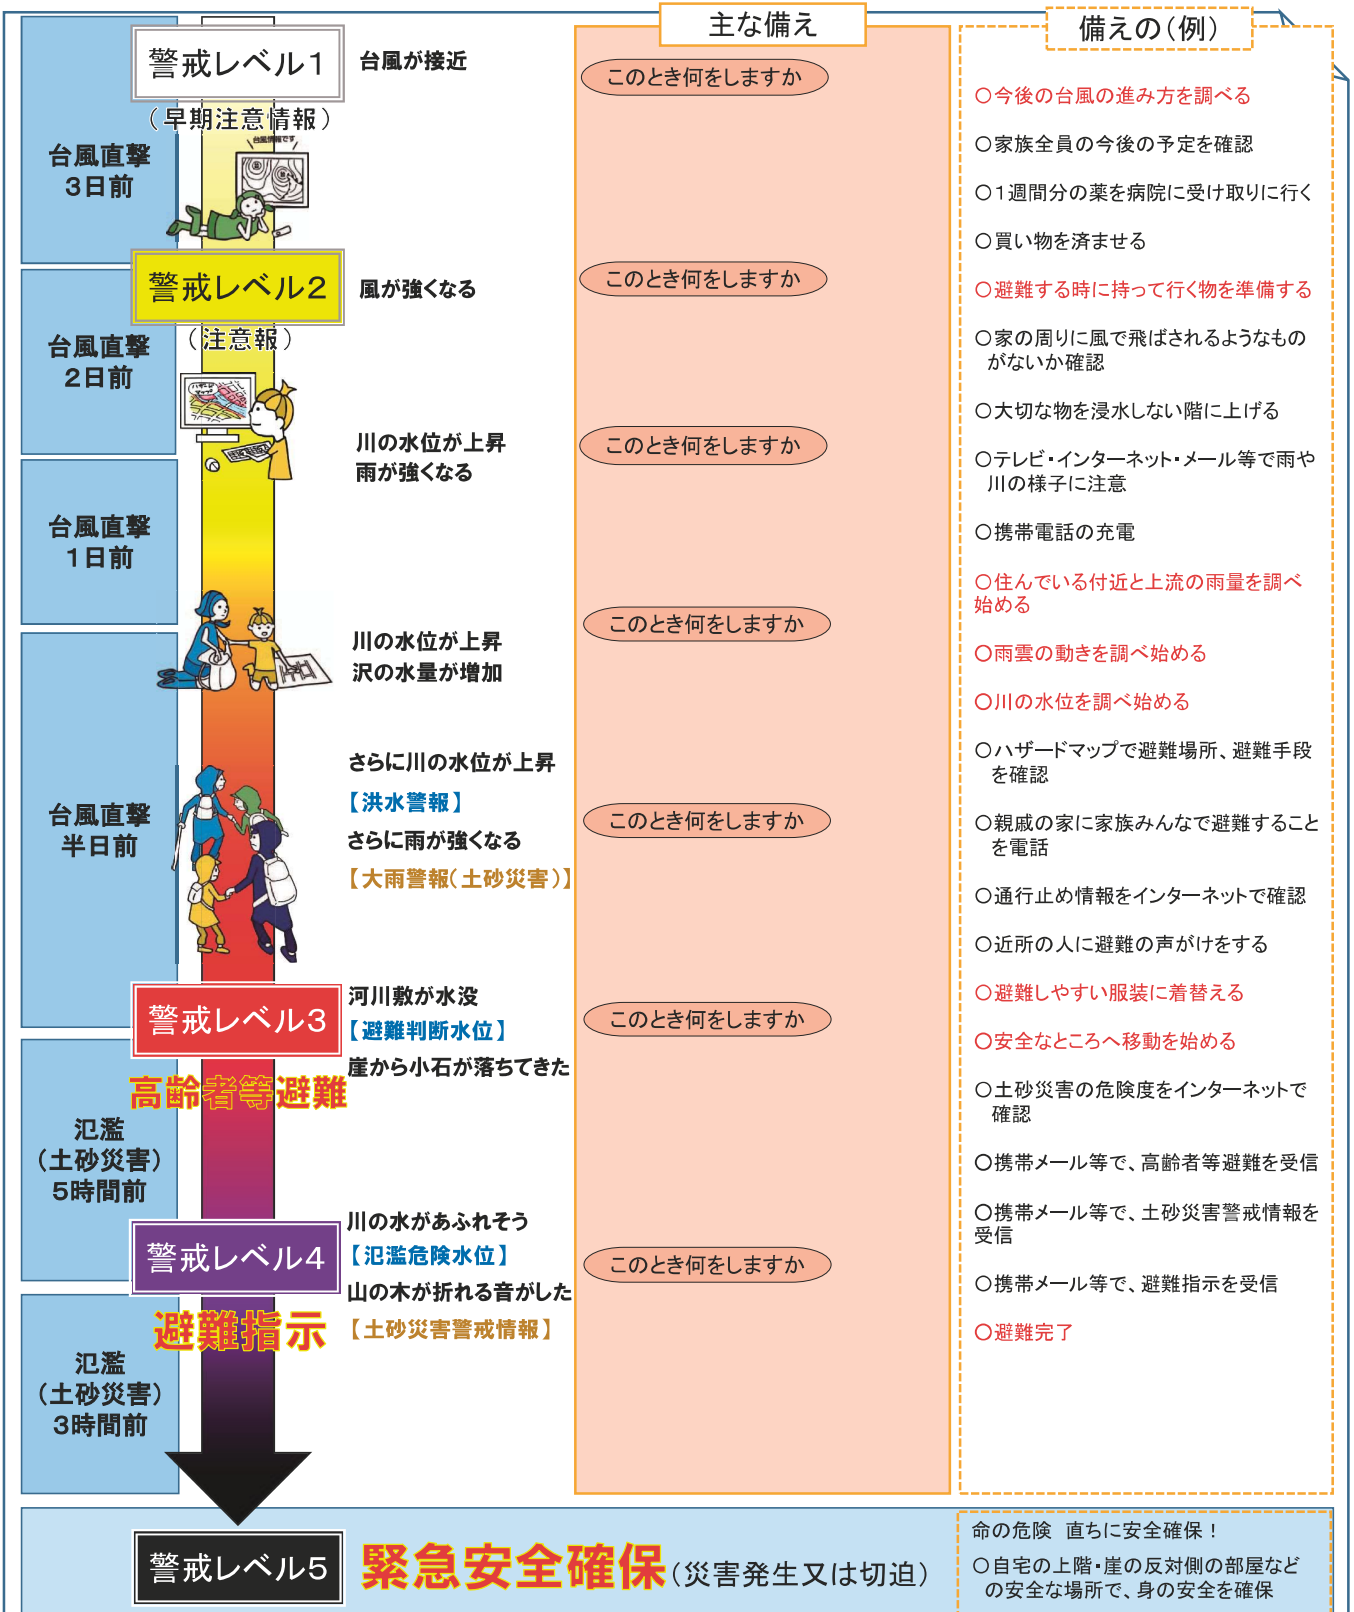 主な備え
備えの(例)
警戒レベル1
(早期注意情報)
台風が接近
台風直撃
3日前
台風情報です
このとき何をしますか
警戒レベル2
(注意報)
風が強くなる
このとき何をしますか
台風直撃
2日前
川の水位が上昇
雨が強くなる
このとき何をしますか
台風直撃
1日前
川の水位が上昇
沢の水量が増加
このとき何をしますか
台風直撃
半日前
さらに川の水位が上昇
【洪水警報】
さらに雨が強くなる
【大雨警報(土砂災害)】
このとき何をしますか
警戒レベル3
高齢者等避難
河川敷が水没
【避難判断水位】
崖から小石が落ちてきた
このとき何をしますか
氾濫
(土砂災害)
5時間前
警戒レベル4
避難指示
川の水があふれそう
【氾濫危険水位】
山の木が折れる音がした
【土砂災害警戒情報】
このとき何をしますか
氾濫
(土砂災害)
3時間前
○今後の台風の進み方を調べる
○家族全員の今後の予定を確認
○1週間分の薬を病院に受け取りに行く
○買い物を済ませる
○避難する時に持って行く物を準備する
○家の周りに風で飛ばされるようなもの
がないか確認
○大切な物を浸水しない階に上げる
○テレビ・インターネット・メール等で雨や
川の様子に注意
○携帯電話の充電
○住んでいる付近と上流の雨量を調べ
始める
○雨雲の動きを調べ始める
○川の水位を調べ始める
○ハザードマップで避難場所、避難手段
を確認
○親戚の家に家族みんなで避難すること
を電話
○通行止め情報をインターネットで確認
○近所の人に避難の声がけをする
○避難しやすい服装に着替える
○安全なところへ移動を始める
○土砂災害の危険度をインターネットで
確認
○携帯メール等で、高齢者等避難を受信
○携帯メール等で、土砂災害警戒情報を
受信
○携帯メール等で、避難指示を受信
○避難完了
警戒レベル5
緊急安全確保(災害発生又は切迫)
命の危険 直ちに安全確保!
○自宅の上階・崖の反対側の部屋など
の安全な場所で、身の安全を確保